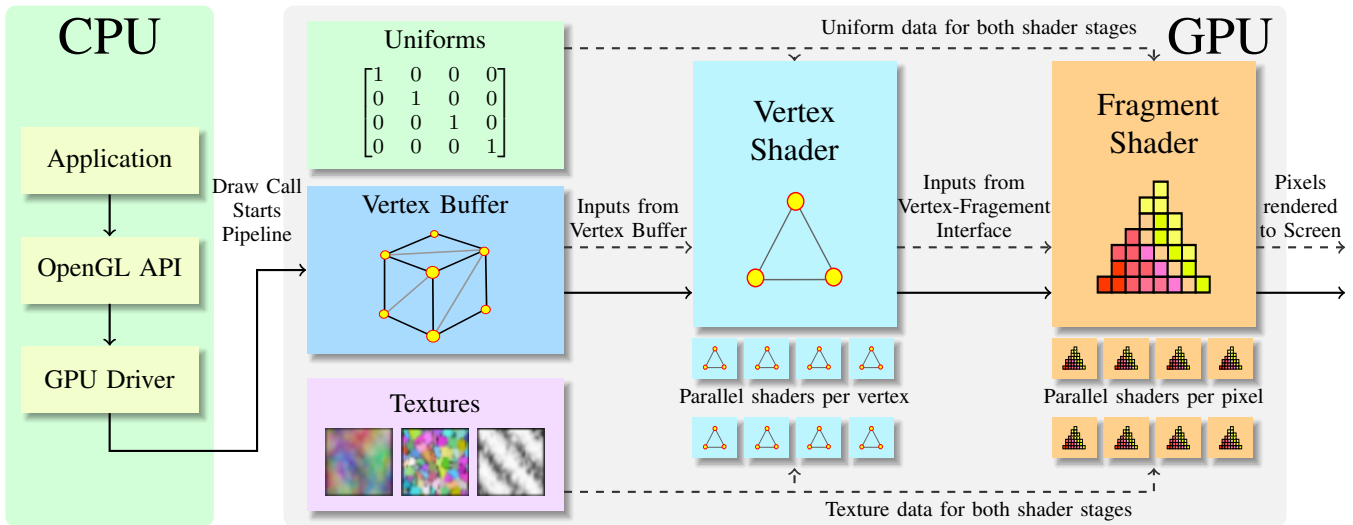 CPU
Application
OpenGL API
GPU Driver
Draw Call
Starts
Pipeline
GPU
Uniforms
1 0 0 0
0 1 0 0
0 0 1 0
0 0 0 1
Vertex Buffer
Textures
Uniform data for both shader stages
Inputs from
Vertex Buffer
Vertex
Shader
Parallel shaders per vertex
Inputs from
Vertex-Fragement
Interface
Fragment
Shader
Parallel shaders per pixel
Pixels
rendered
to Screen
Texture data for both shader stages